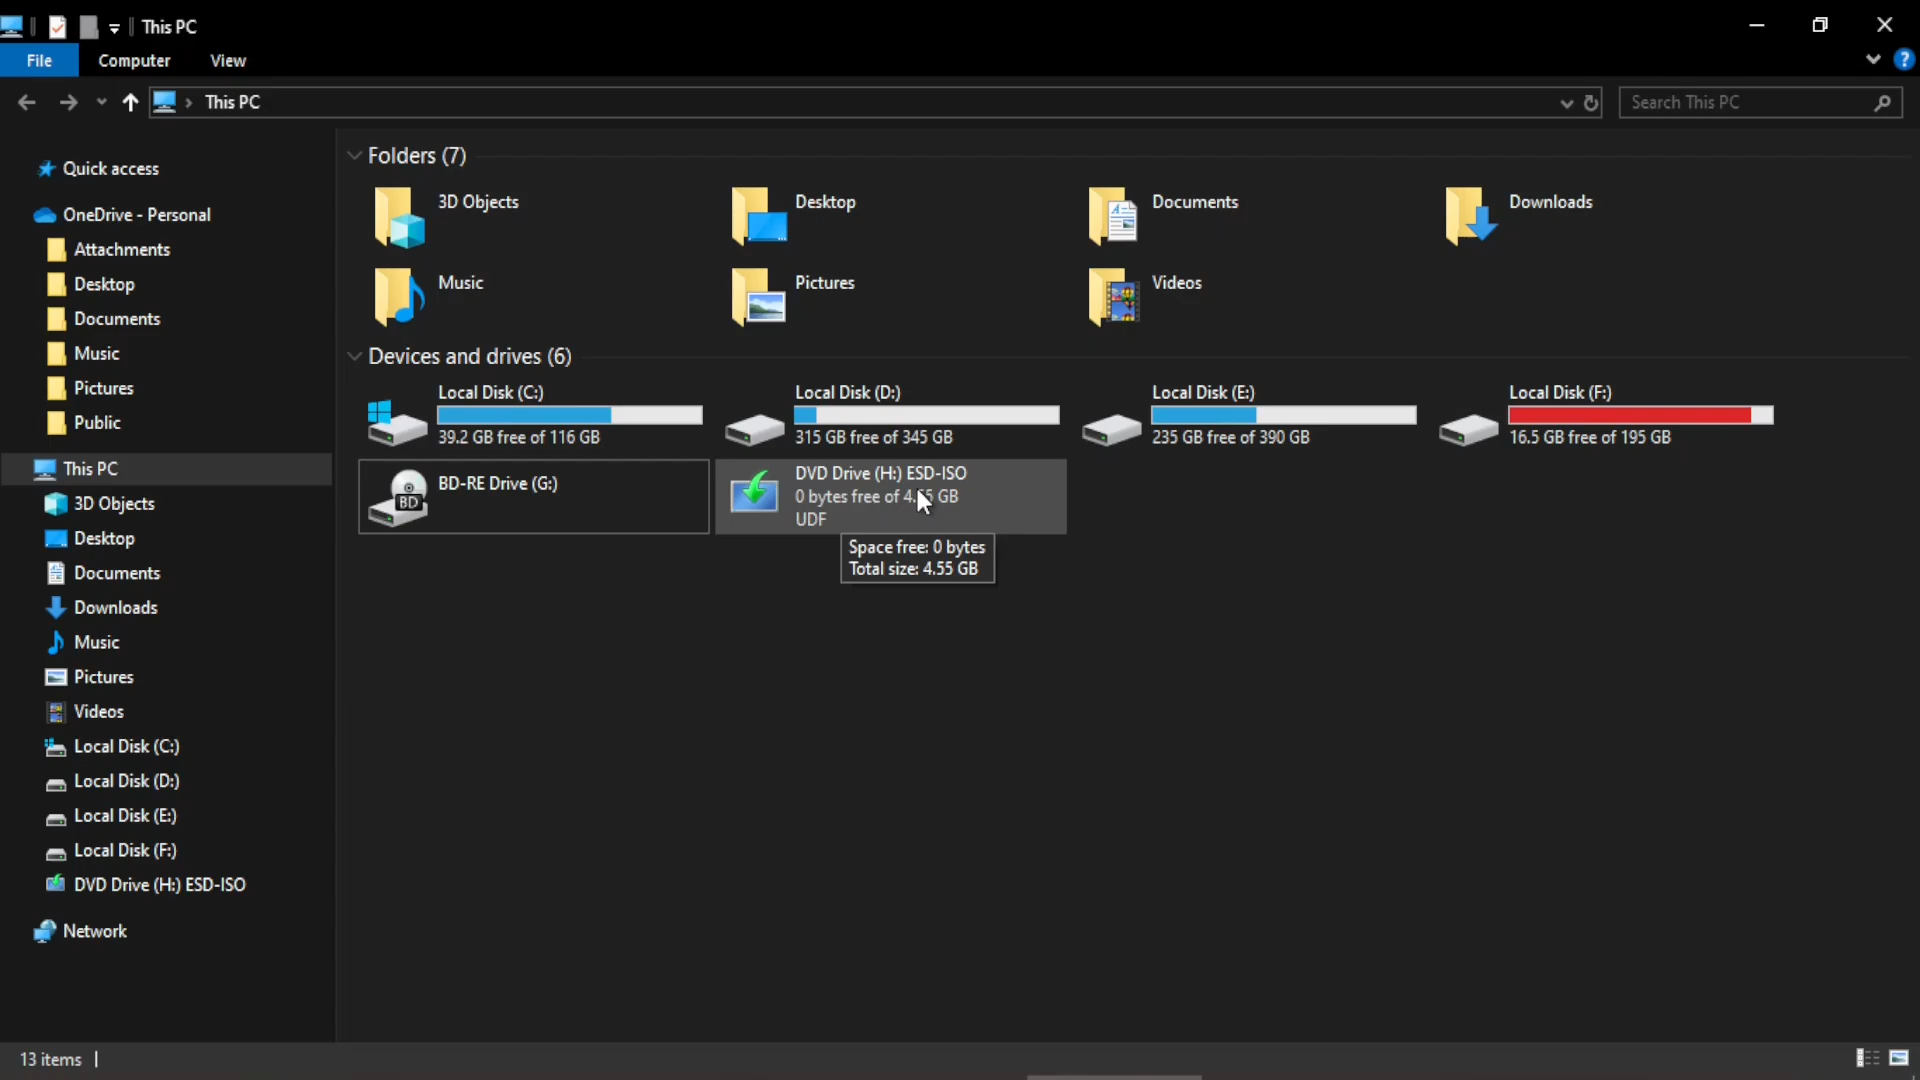 This PC
File Computer View
This PC
Search This PC
Quick access
OneDrive - Personal
Attachments
Desktop
Documents
Music
Pictures
Public
This PC
3D Objects
Desktop
Documents
Downloads
Music
Pictures
Videos
Local Disk (C:)
Local Disk (D:)
Local Disk (E:)
Local Disk (F:)
DVD Drive (H:) ESD-ISO
Network
Folders (7)
3D Objects
Desktop
Documents
Downloads
Music
Pictures
Videos
Devices and drives (6)
Local Disk (C:)
39.2 GB free of 116 GB
Local Disk (D:)
315 GB free of 345 GB
Local Disk (E:)
235 GB free of 390 GB
Local Disk (F:)
16.5 GB free of 195 GB
BD
BD-RE Drive (G:)
DVD Drive (H:) ESD-ISO
0 bytes free of 4.55 GB
UDF
Space free: 0 bytes
Total size: 4.55 GB
13 items